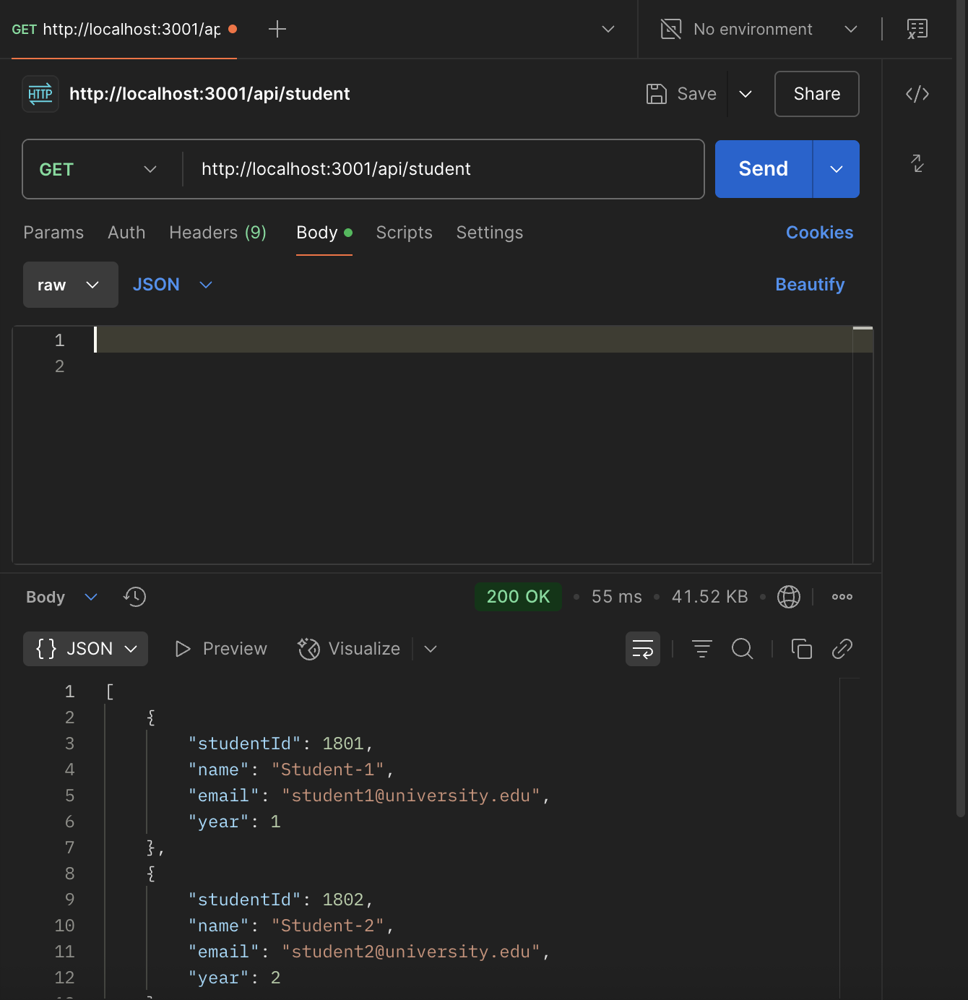 GET http://localhost:3001/ap
No environment
HTTP http://localhost:3001/api/student
Save
Share
GET http://localhost:3001/api/student
Send
Params Auth Headers (9) Body Scripts Settings Cookies
raw JSON Beautify
1
2
Body 200 OK • 55 ms • 41.52 KB •
{} JSON Preview Visualize
1 [
2 {
3 "studentId": 1801,
4 "name": "Student-1",
5 "email": "student1@university.edu",
6 "year": 1
7 },
8 {
9 "studentId": 1802,
10 "name": "Student-2",
11 "email": "student2@university.edu",
12 "year": 2